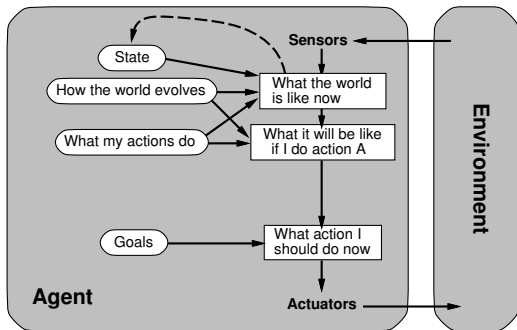 Sensors
State
How the world evolves
What the world
is like now
What my actions do
What it will be like
if I do action A
Goals
What action I
should do now
Agent
Actuators
Environment